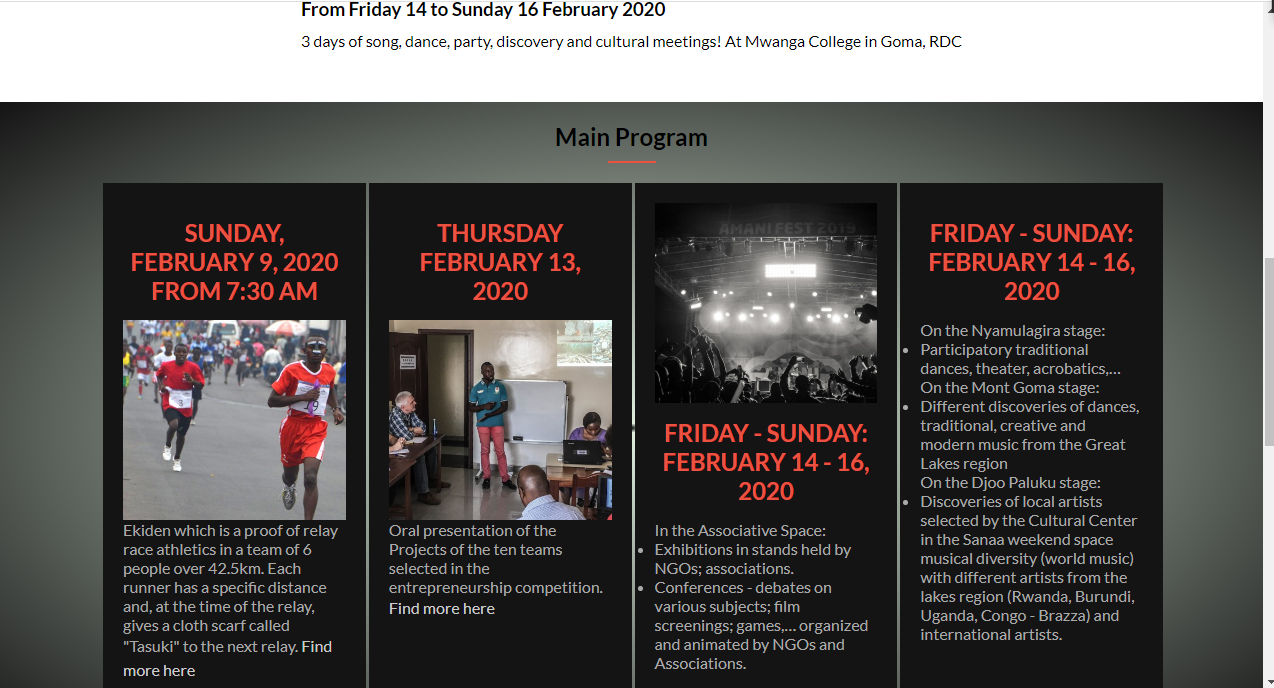 From Friday 14 to Sunday 16 February 2020
3 days of song, dance, party, discovery and cultural meetings! At Mwanga College in Goma, RDC
Main Program
SUNDAY,
FEBRUARY 9, 2020
FROM 7:30 AM
3
19
Ekiden which is a proof of relay
race athletics in a team of 6
people over 42.5km. Each
runner has a specific distance
and, at the time of the relay,
gives a cloth scarf called
"Tasuki" to the next relay. Find
more here
THURSDAY
FEBRUARY 13,
2020
Oral presentation of the
Projects of the ten teams
selected in the
entrepreneurship competition.
Find more here
AMANI FEST 2019
FRIDAY - SUNDAY:
FEBRUARY 14 - 16,
2020
In the Associative Space:
• Exhibitions in stands held by
NGOs; associations.
• Conferences - debates on
various subjects; film
screenings; games,... organized
and animated by NGOs and
Associations.
FRIDAY - SUNDAY:
FEBRUARY 14 - 16,
2020
On the Nyamulagira stage:
• Participatory traditional
dances, theater, acrobatics,...
On the Mont Goma stage:
• Different discoveries of dances,
traditional, creative and
modern music from the Great
Lakes region
On the Djoo Paluku stage:
• Discoveries of local artists
selected by the Cultural Center
in the Sanaa weekend space
musical diversity (world music)
with different artists from the
lakes region (Rwanda, Burundi,
Uganda, Congo - Brazza) and
international artists.